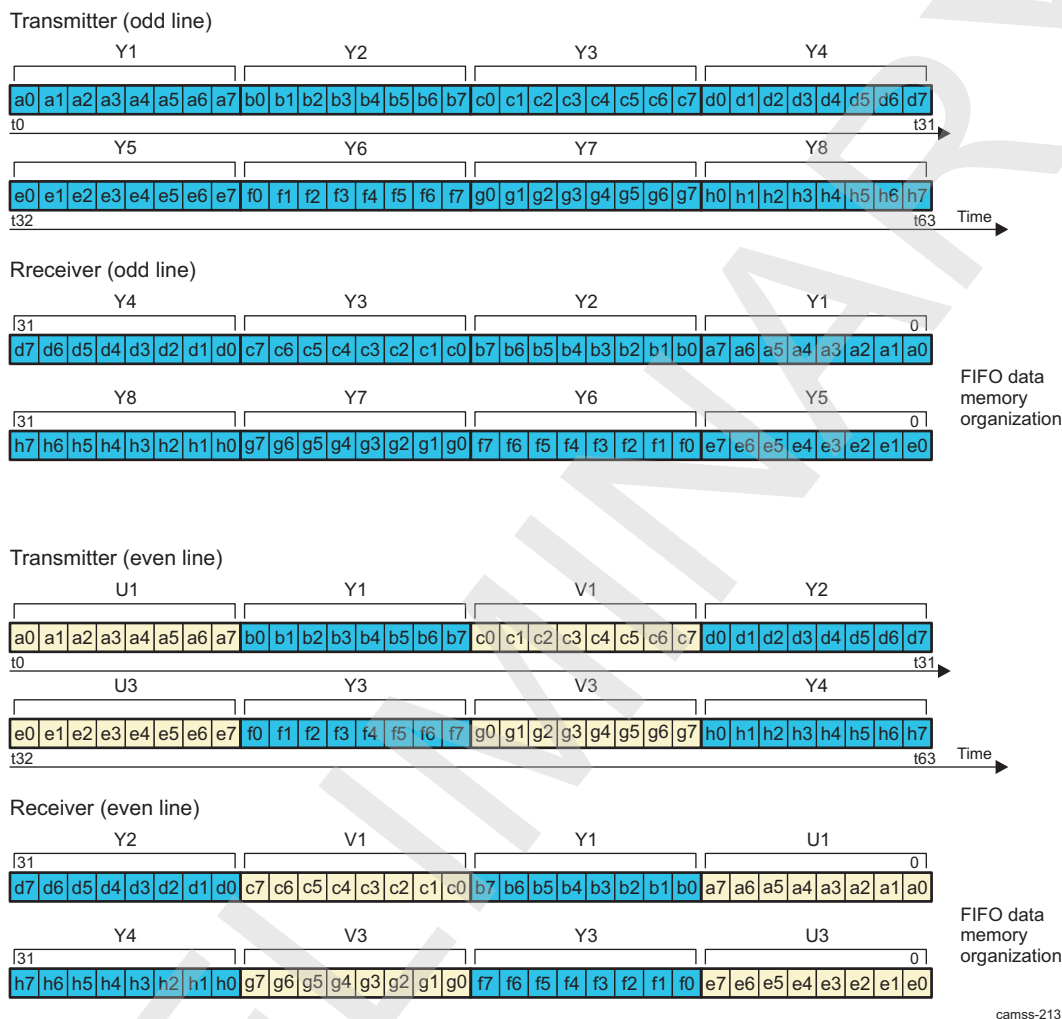 Transmitter (odd line)
Y1 Y2 Y3 Y4
a0 a1 a2 a3 a4 a5 a6 a7 b0 b1 b2 b3 b4 b5 b6 b7 c0 c1 c2 c3 c4 c5 c6 c7 d0 d1 d2 d3 d4 d5 d6 d7
t0 t31
Y5 Y6 Y7 Y8
e0 e1 e2 e3 e4 e5 e6 e7 f0 f1 f2 f3 f4 f5 f6 f7 g0 g1 g2 g3 g4 g5 g6 g7 h0 h1 h2 h3 h4 h5 h6 h7
t32 t63 Time
Rreceiver (odd line)
Y4 Y3 Y2 Y1
31 0
d7 d6 d5 d4 d3 d2 d1 d0 c7 c6 c5 c4 c3 c2 c1 c0 b7 b6 b5 b4 b3 b2 b1 b0 a7 a6 a5 a4 a3 a2 a1 a0
Y8 Y7 Y6 Y5
31 0
h7 h6 h5 h4 h3 h2 h1 h0 g7 g6 g5 g4 g3 g2 g1 g0 f7 f6 f5 f4 f3 f2 f1 f0 e7 e6 e5 e4 e3 e2 e1 e0
FIFO data
memory
organization
Transmitter (even line)
U1 Y1 V1 Y2
a0 a1 a2 a3 a4 a5 a6 a7 b0 b1 b2 b3 b4 b5 b6 b7 c0 c1 c2 c3 c4 c5 c6 c7 d0 d1 d2 d3 d4 d5 d6 d7
t0 t31
U3 Y3 V3 Y4
e0 e1 e2 e3 e4 e5 e6 e7 f0 f1 f2 f3 f4 f5 f6 f7 g0 g1 g2 g3 g4 g5 g6 g7 h0 h1 h2 h3 h4 h5 h6 h7
t32 t63 Time
Receiver (even line)
Y2 V1 Y1 U1
31 0
d7 d6 d5 d4 d3 d2 d1 d0 c7 c6 c5 c4 c3 c2 c1 c0 b7 b6 b5 b4 b3 b2 b1 b0 a7 a6 a5 a4 a3 a2 a1 a0
Y4 V3 Y3 U3
31 0
h7 h6 h5 h4 h3 h2 h1 h0 g7 g6 g5 g4 g3 g2 g1 g0 f7 f6 f5 f4 f3 f2 f1 f0 e7 e6 e5 e4 e3 e2 e1 e0
FIFO data
memory
organization
camss-213
ELIMINARY